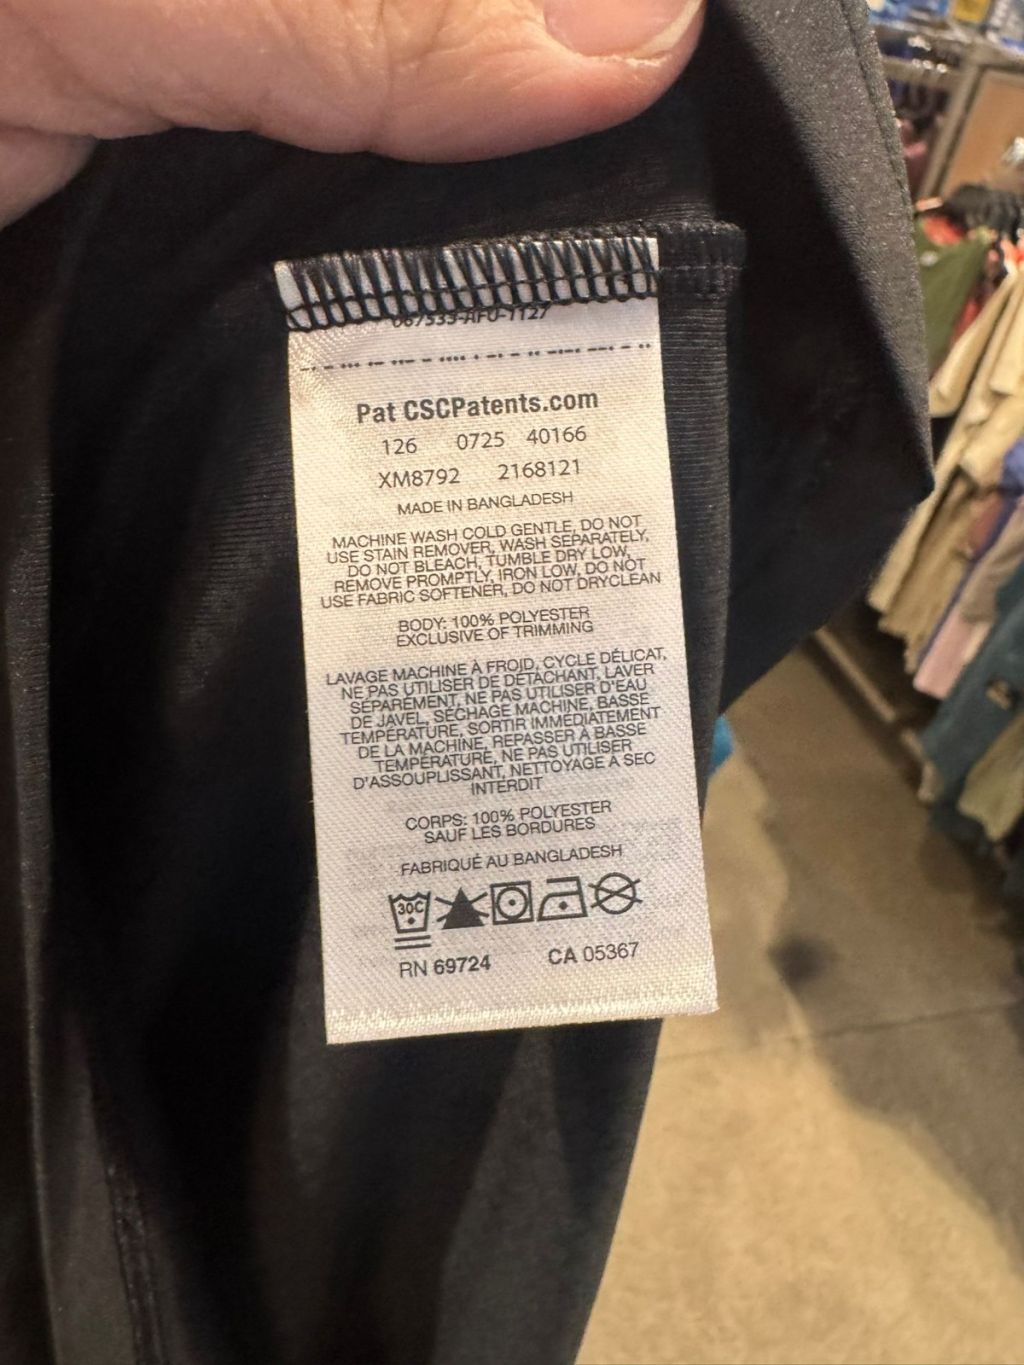 067535-AFU-1127
Pat CSCPatents.com
126 0725 40166
XM8792 2168121
MADE IN BANGLADESH
MACHINE WASH COLD GENTLE, DO NOT
USE STAIN REMOVER, WASH SEPARATELY,
DO NOT BLEACH, TUMBLE DRY LOW,
REMOVE PROMPTLY, IRON LOW, DO NOT
USE FABRIC SOFTENER, DO NOT DRYCLEAN
BODY: 100% POLYESTER
EXCLUSIVE OF TRIMMING
LAVAGE MACHINE À FROID, CYCLE DÉLICAT,
NE PAS UTILISER DE DÉTACHANT, LAVER
SÉPARÉMENT, NE PAS UTILISER D'EAU
DE JAVEL, SÉCHAGE MACHINE, BASSE
TEMPÉRATURE, SORTIR IMMÉDIATEMENT
DE LA MACHINE, REPASSER À BASSE
TEMPÉRATURE, NE PAS UTILISER
D'ASSOUPLISSANT, NETTOYAGE A SEC
INTERDIT
CORPS: 100% POLYESTER
SAUF LES BORDURES
FABRIQUÉ AU BANGLADESH
30C
RN 69724 CA 05367